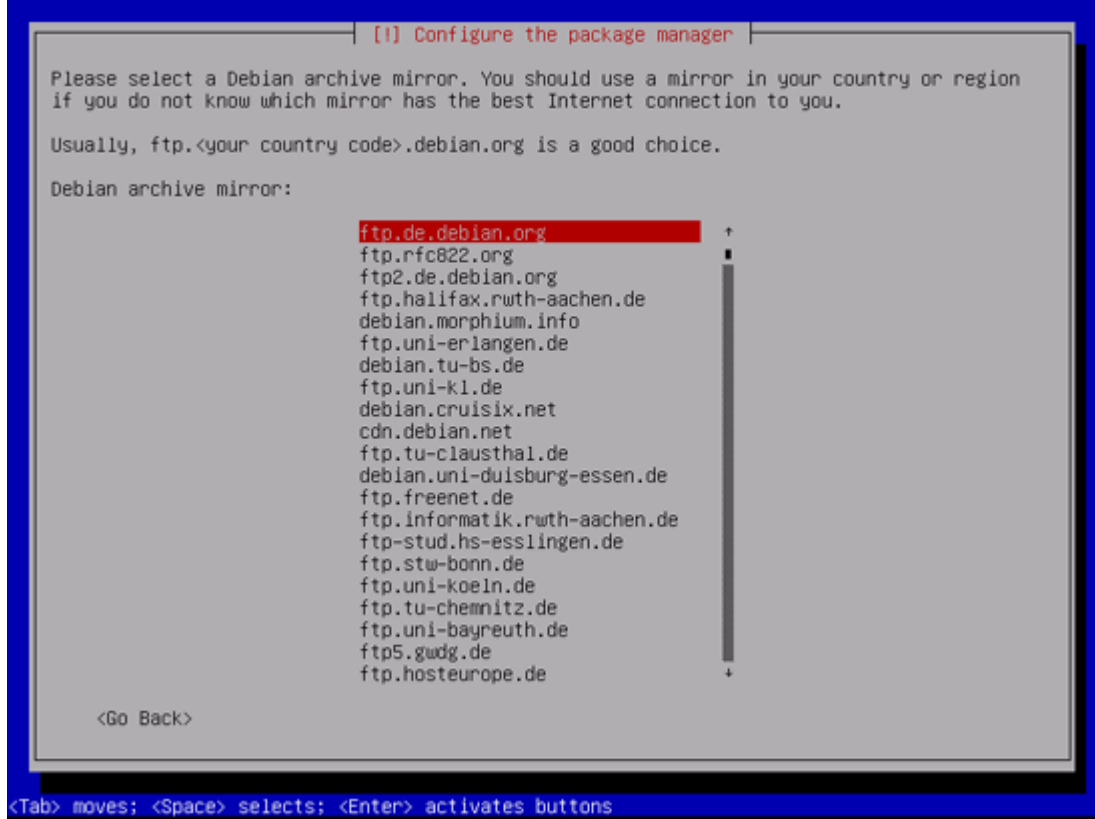 [!] Configure the package manager
Please select a Debian archive mirror. You should use a mirror in your country or region
if you do not know which mirror has the best Internet connection to you.
Usually, ftp.<your country code>.debian.org is a good choice.
Debian archive mirror:
ftp.de.debian.org
ftp.rfc822.org
ftp2.de.debian.org
ftp.halifax.rwth-aachen.de
debian.morphium.info
ftp.uni-erlangen.de
debian.tu-bs.de
ftp.uni-kl.de
debian.cruisix.net
cdn.debian.net
ftp.tu-clausthal.de
debian.uni-duisburg-essen.de
ftp.freenet.de
ftp.informatik.rwth-aachen.de
ftp-stud.hs-esslingen.de
ftp.stw-bonn.de
ftp.uni-koeln.de
ftp.tu-chemnitz.de
ftp.uni-bayreuth.de
ftp5.gwdg.de
ftp.hosteurope.de
<Go Back>
<Tab> moves; <Space> selects; <Enter> activates buttons